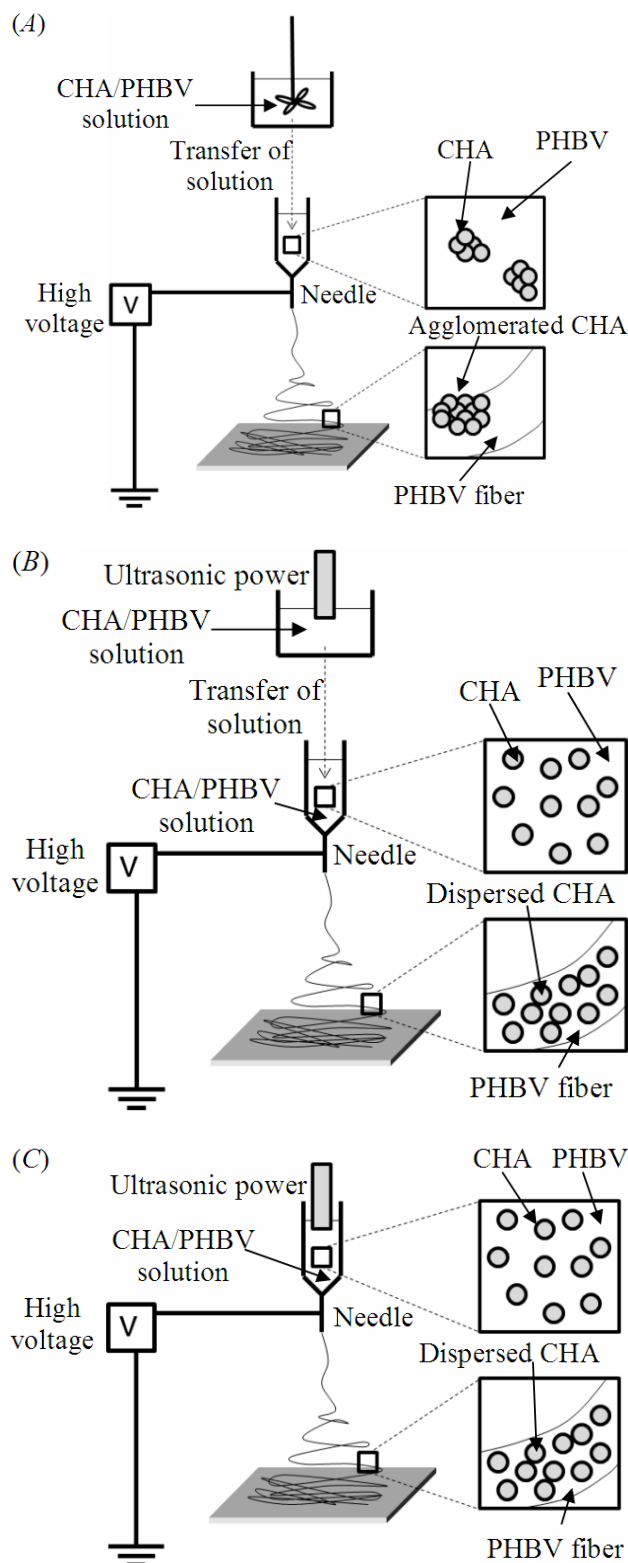 (A)
CHA/PHBV
solution
Transfer of
solution
CHA
PHBV
High
voltage
V
Needle
Agglomerated CHA
PHBV fiber
(B)
Ultrasonic power
CHA/PHBV
solution
Transfer of
solution
CHA
PHBV
CHA/PHBV
solution
High
voltage
V
Needle
Dispersed CHA
PHBV fiber
(C)
Ultrasonic power
CHA
PHBV
CHA/PHBV
solution
High
voltage
V
Needle
Dispersed CHA
PHBV fiber